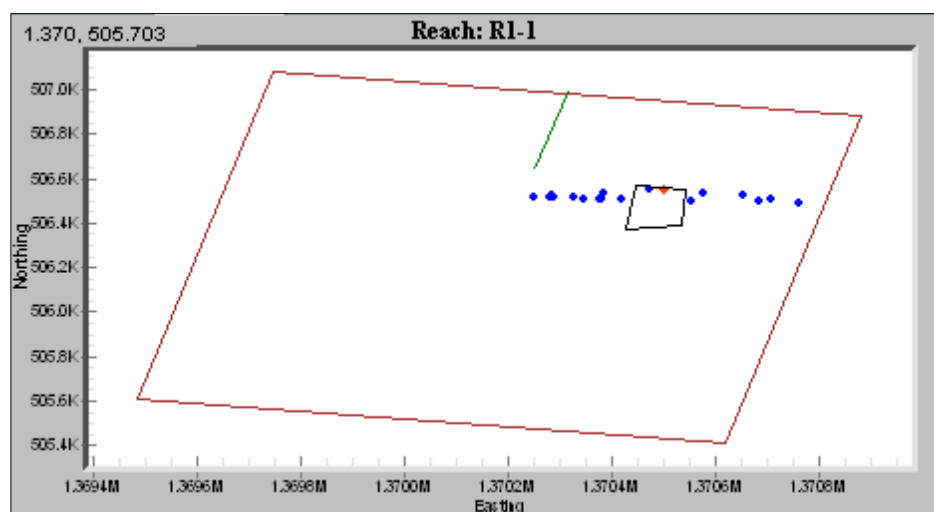 Reach: R1-1
1.370, 505.703
507.0K
506.8K
506.6K
506.4K
506.2K
506.0K
505.8K
505.6K
505.4K
Northing
1.3694M 1.3696M 1.3698M 1.3700M 1.3702M 1.3704M 1.3706M 1.3708M
Easting